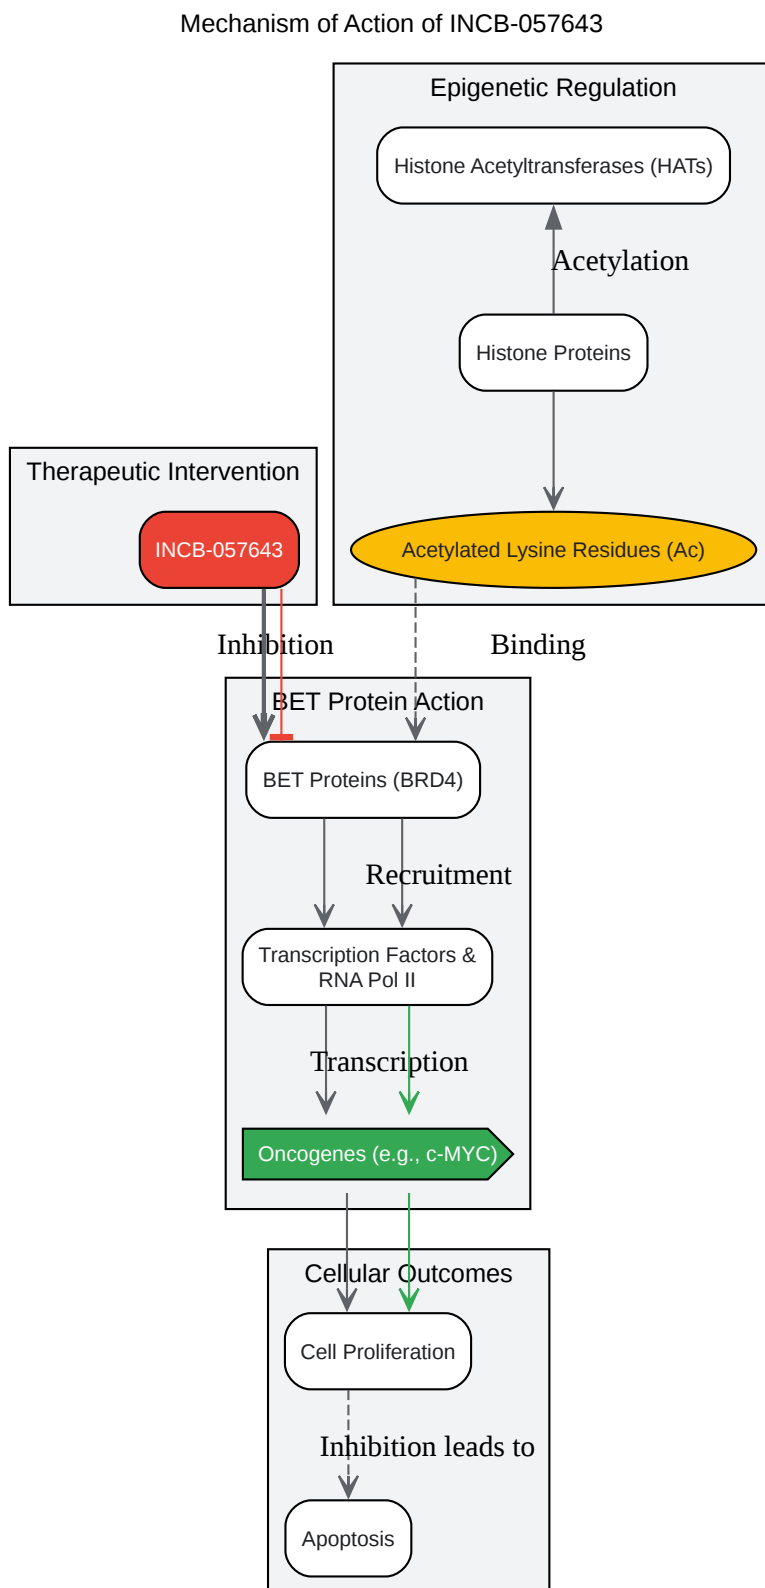 Mechanism of Action of INCB-057643
Epigenetic Regulation
Histone Acetyltransferases (HATs)
Acetylation
Histone Proteins
Therapeutic Intervention
INCB-057643
Acetylated Lysine Residues (Ac)
Inhibition
Binding
BET Protein Action
BET Proteins (BRD4)
Recruitment
Transcription Factors &
RNA Pol II
Transcription
Oncogenes (e.g., c-MYC)
Cellular Outcomes
Cell Proliferation
Inhibition leads to
Apoptosis